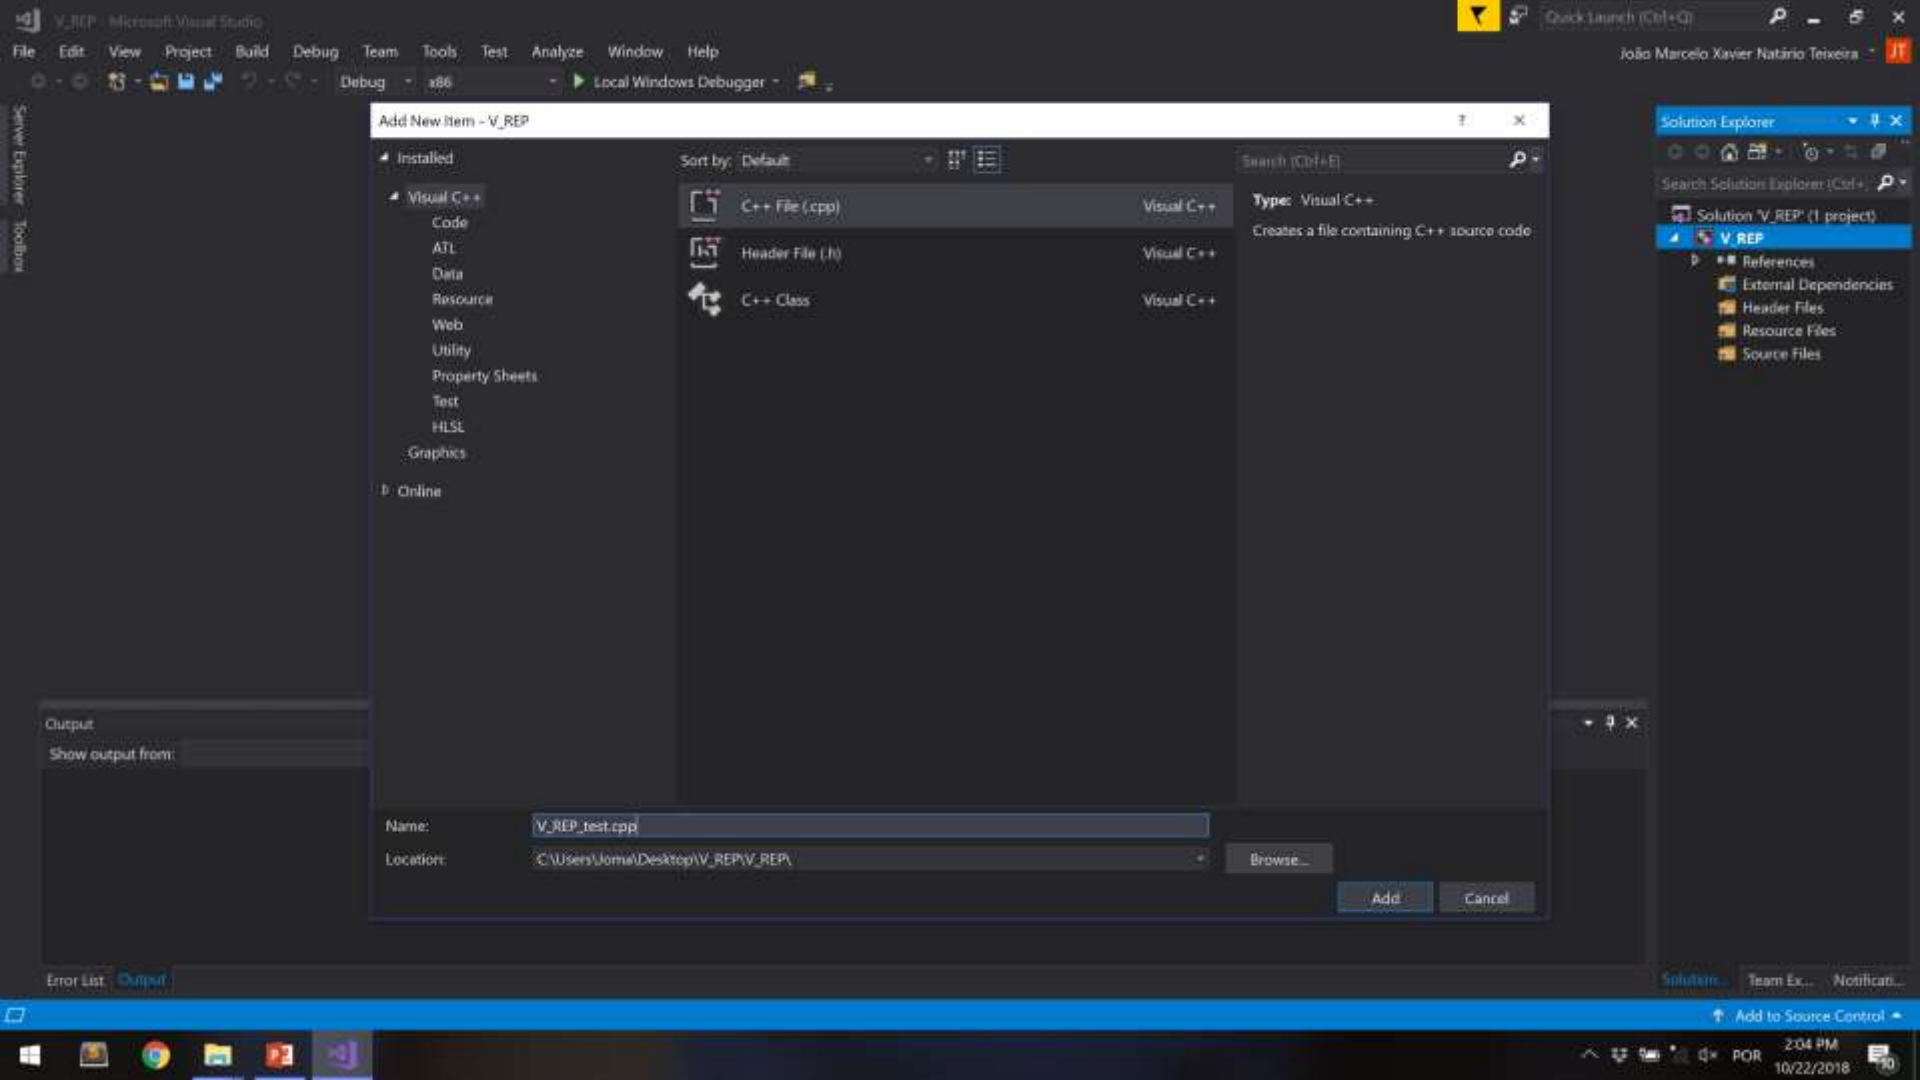 V_REP - Microsoft Visual Studio
Quick Launch (Ctrl+Q)
File Edit View Project Build Debug Team Tools Test Analyze Window Help
João Marcelo Xavier Natário Teixeira
JT
Debug x86 Local Windows Debugger
Server Explorer
Toolbox
Add New Item - V_REP
? ×
Installed
Visual C++
Code
ATL
Data
Resource
Web
Utility
Property Sheets
Test
HLSL
Graphics
Online
Sort by: Default
C++ File (.cpp) Visual C++
Header File (.h) Visual C++
C++ Class Visual C++
Search (Ctrl+E)
Type: Visual C++
Creates a file containing C++ source code
Name: V_REP_test.cpp
Location: C:\Users\Joma\Desktop\V_REP\V_REP\
Browse...
Add Cancel
Solution Explorer
Search Solution Explorer (Ctrl+
Solution 'V_REP' (1 project)
V_REP
References
External Dependencies
Header Files
Resource Files
Source Files
Output
Show output from:
Error List Output
Solution... Team Ex... Notificati...
Add to Source Control
POR
2:04 PM
10/22/2018
10